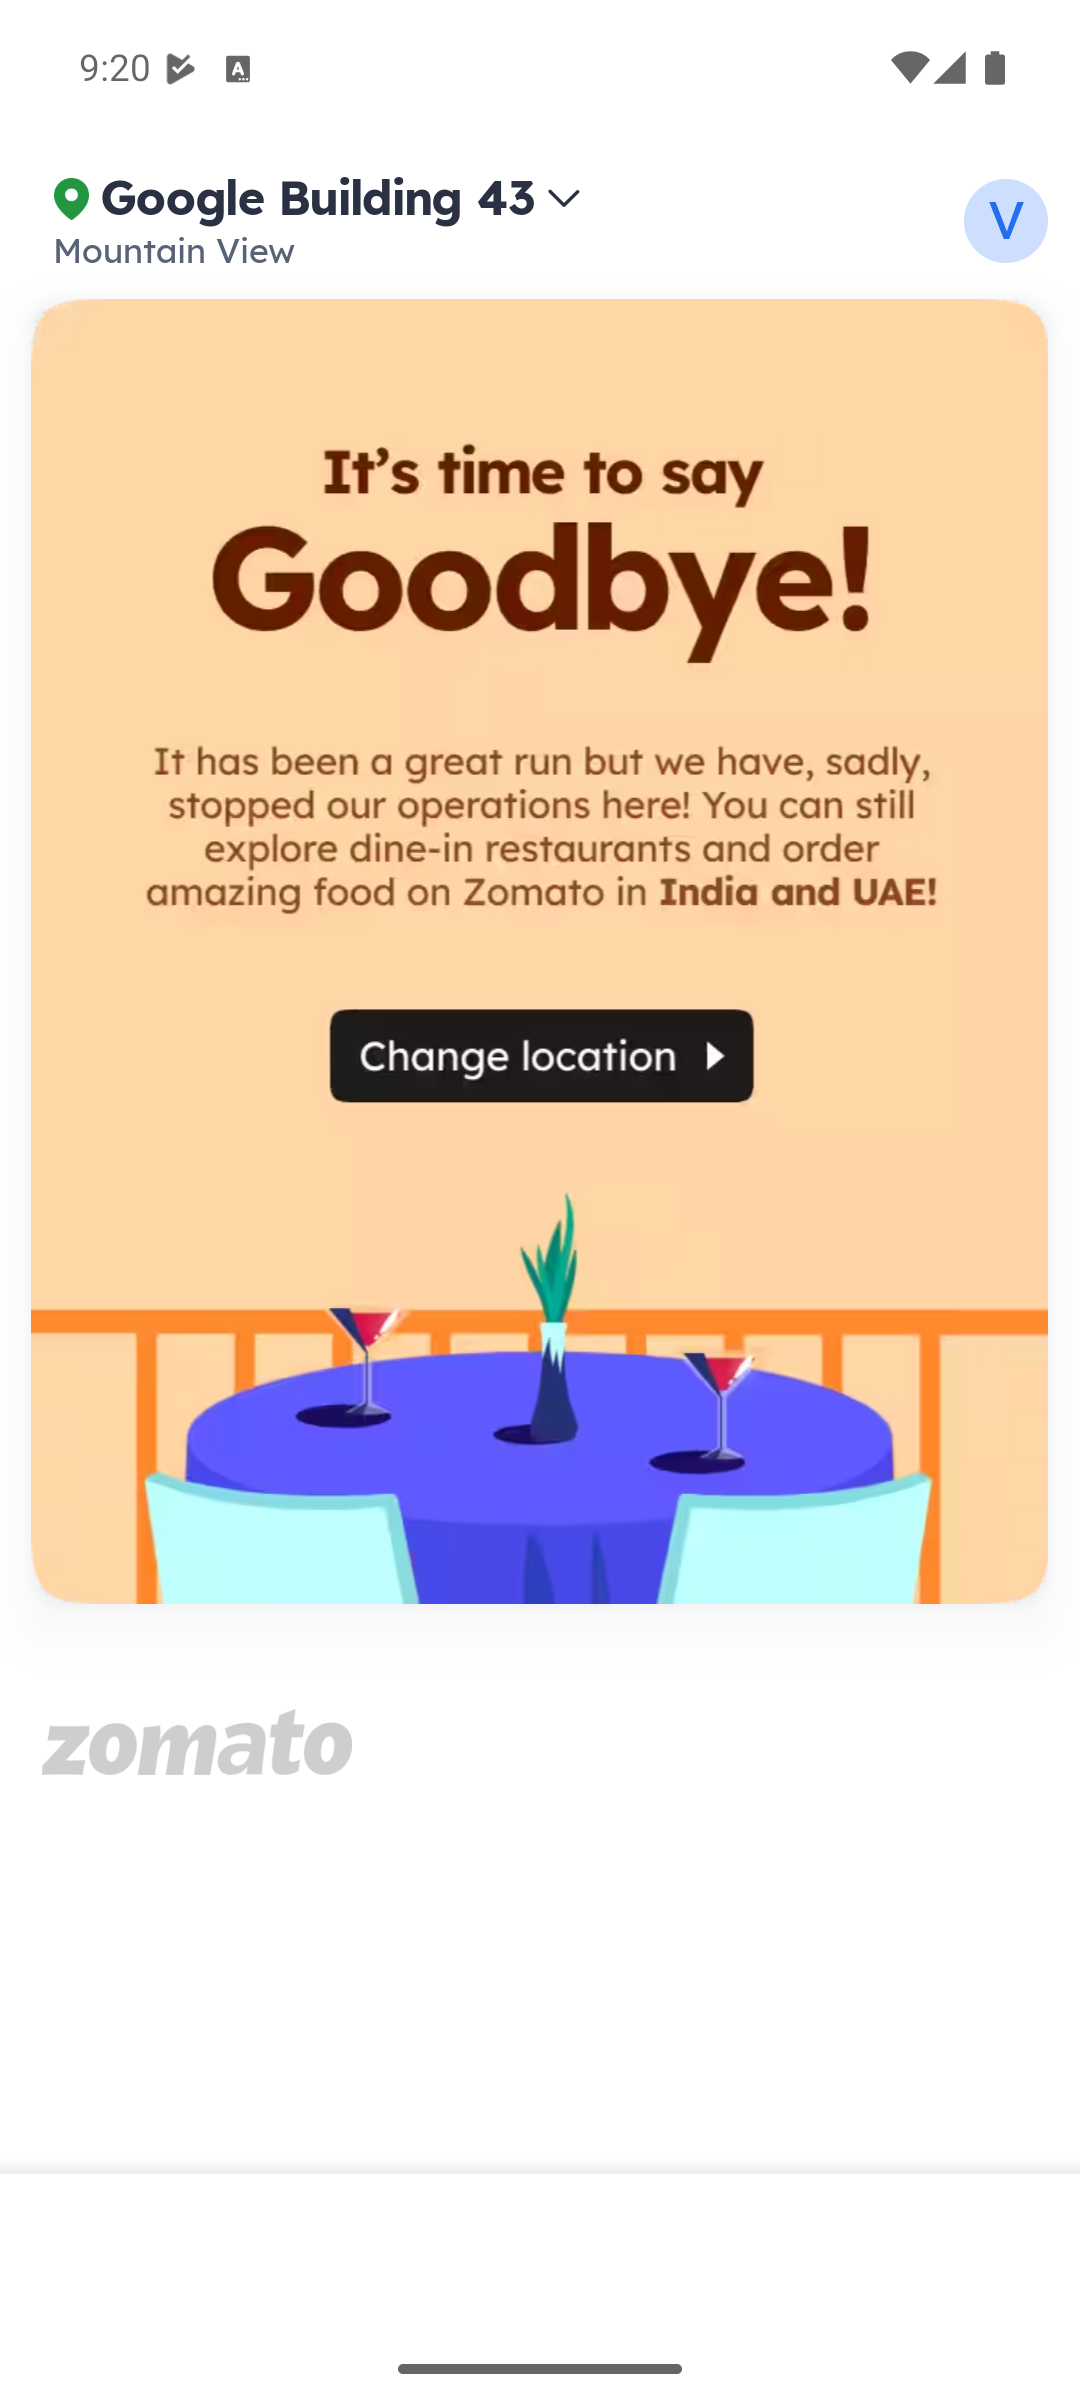 9:20
A
Google Building 43
Mountain View
V
It's time to say
Goodbye!
It has been a great run but we have, sadly,
stopped our operations here! You can still
explore dine-in restaurants and order
amazing food on Zomato in India and UAE!
Change location
zomato